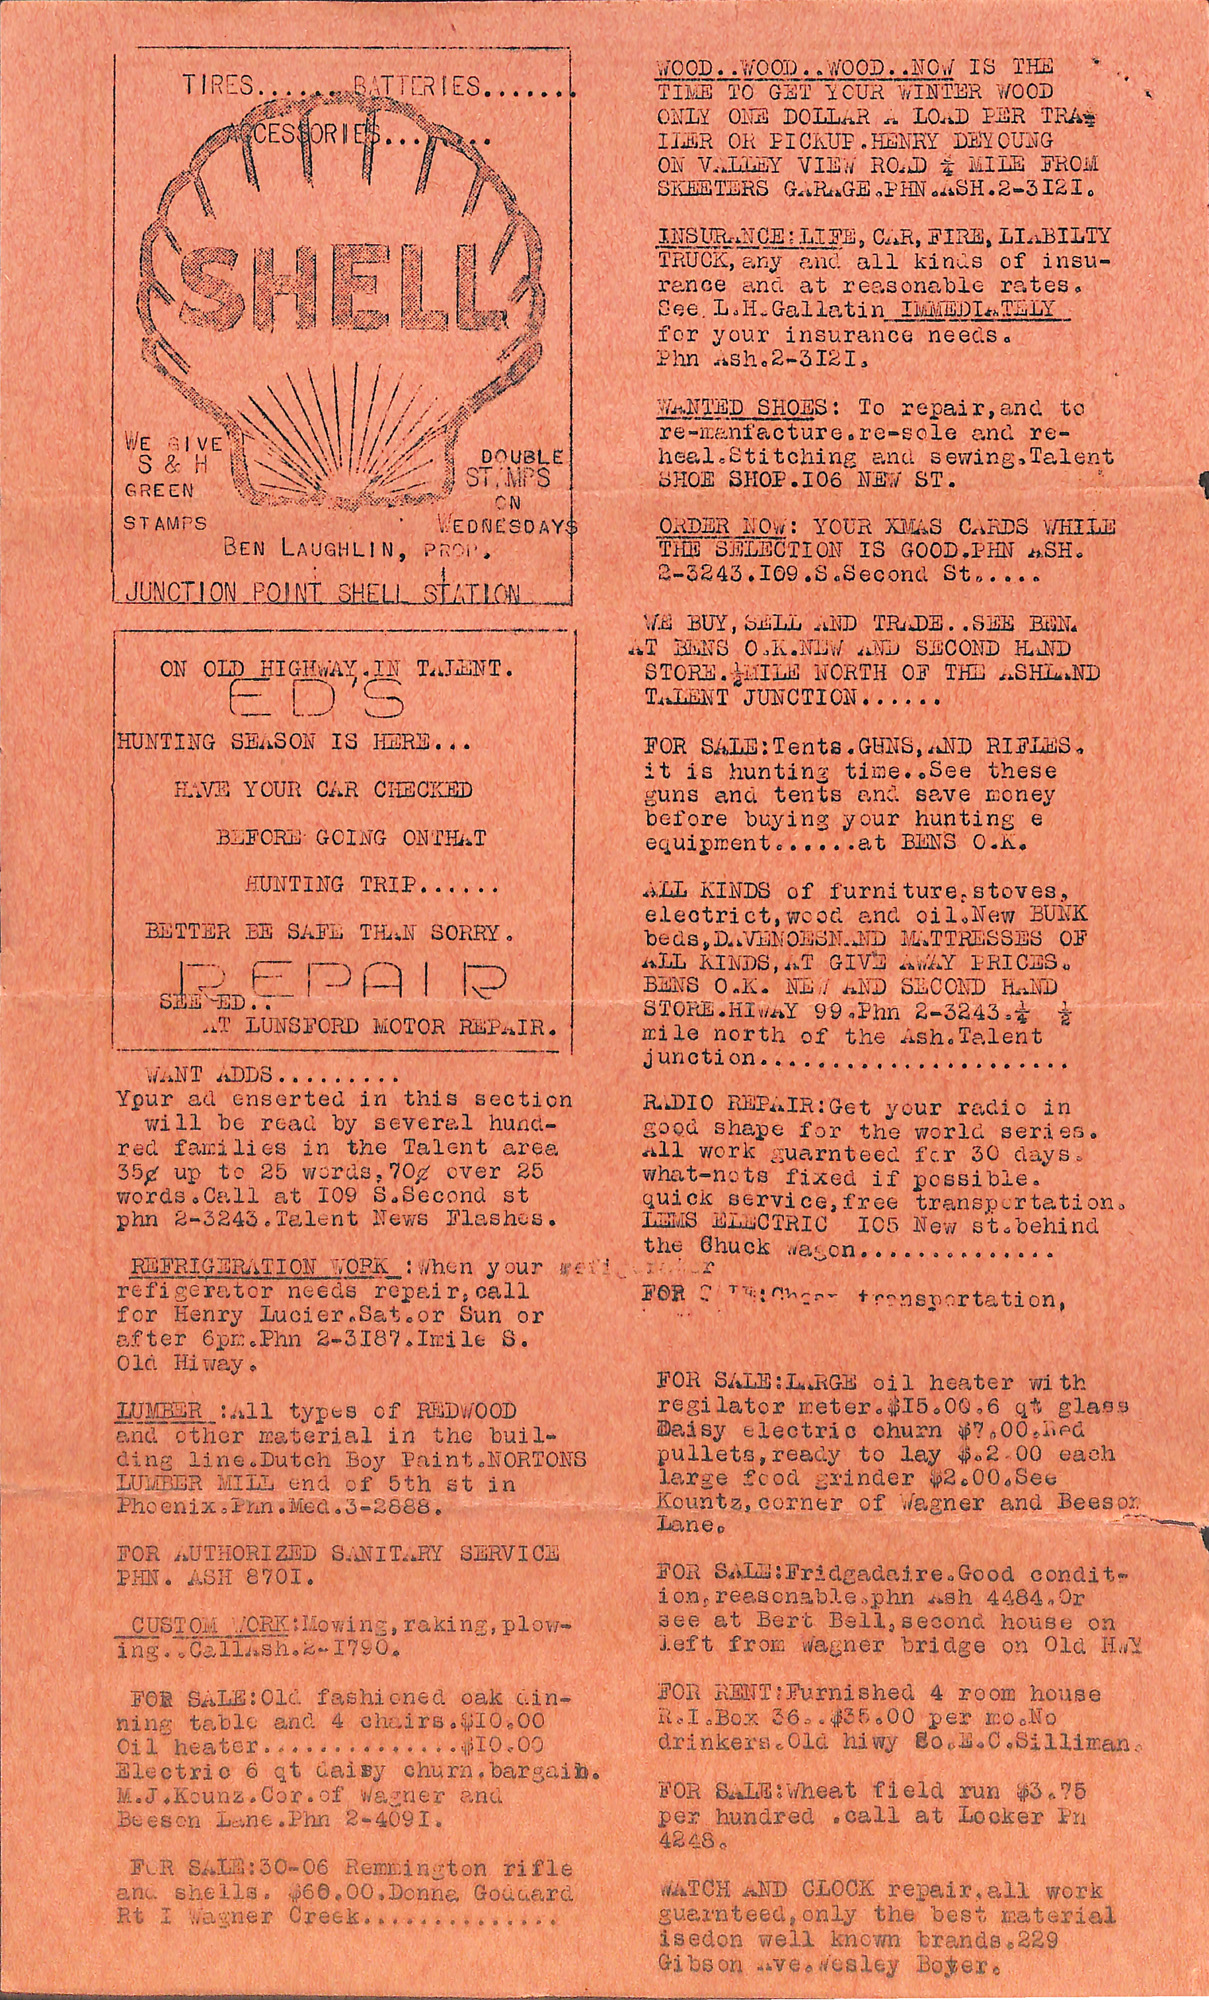 TIRES...... BATTERIES.......
ACCESSORIES........
SHELL
WE GIVE
S & H
GREEN
STAMPS
DOUBLE
STAMPS
ON
WEDNESDAYS
BEN LAUGHLIN, PROP.
JUNCTION POINT SHELL STATION
ON OLD HIGHWAY.IN TALENT.
ED'S
HUNTING SEASON IS HERE...
HAVE YOUR CAR CHECKED
BEFORE GOING ONTHAT
HUNTING TRIP......
BETTER BE SAFE THAN SORRY.
REPAIR
SEE ED..
AT LUNSFORD MOTOR REPAIR.
WANT ADDS.........
Ypur ad enserted in this section
will be read by several hund-
red families in the Talent area
35¢ up to 25 words,70¢ over 25
words.Call at I09 S.Second st
phn 2-3243.Talent News Flashes.
REFRIGERATION WORK :When your
refigerator needs repair,call
for Henry Lucier.Sat.or Sun or
after 6pm.Phn 2-3I87.Imile S.
Old Hiway.
LUMBER :All types of REDWOOD
and other material in the buil-
ding line.Dutch Boy Paint.NORTONS
LUMBER MILL end of 5th st in
Phoenix.Phn.Med.3-2888.
FOR AUTHORIZED SANITARY SERVICE
PHN. ASH 870I.
CUSTOM WORK:Mowing,raking,plow-
ing..CallAsh.2-I790.
FOR SALE:Old fashioned oak din-
ning table and 4 chairs.$I0.00
Oil heater..............$I0.00
Electric 6 qt daisy churn.bargain.
M.J.Kounz.Cor.of Wagner and
Beeson Lane.Phn 2-409I.
FOR SALE:30-06 Remmington rifle
and shells. $60.00.Donna Goddard
Rt I Wagner Creek..............
WOOD..WOOD..WOOD..NOW IS THE
TIME TO GET YOUR WINTER WOOD
ONLY ONE DOLLAR A LOAD PER TRA-
ILER OR PICKUP.HENRY DEYOUNG
ON VALLEY VIEW ROAD ¼ MILE FROM
SKEETERS GARAGE.PHN.ASH.2-3I2I.
INSURANCE:LIFE,CAR,FIRE,LIABILTY
TRUCK,any and all kinds of insu-
rance and at reasonable rates.
See L.H.Gallatin IMMEDIATELY
for your insurance needs.
Phn Ash.2-3I2I.
WANTED SHOES: To repair,and to
re-manfacture.re-sole and re-
heal.Stitching and sewing.Talent
SHOE SHOP.I06 NEW ST.
ORDER NOW: YOUR XMAS CARDS WHILE
THE SELECTION IS GOOD.PHN ASH.
2-3243.I09.S.Second St.....
WE BUY,SELL AND TRADE..SEE BEN.
AT BENS O.K.NEW AND SECOND HAND
STORE.½MILE NORTH OF THE ASHLAND
TALENT JUNCTION......
FOR SALE:Tents.GUNS,AND RIFLES.
it is hunting time..See these
guns and tents and save money
before buying your hunting e
equipment......at BENS O.K.
ALL KINDS of furniture,stoves,
electrict,wood and oil.New BUNK
beds,DAVENOESNAND MATTRESSES OF
ALL KINDS,AT GIVE AWAY PRICES.
BENS O.K. NEW AND SECOND HAND
STORE.HIWAY 99.Phn 2-3243. ½
mile north of the Ash.Talent
junction......................
RADIO REPAIR:Get your radio in
good shape for the world series.
All work guarnteed for 30 days.
what-nots fixed if possible.
quick service,free transportation.
LEMS ELECTRIC I05 New st.behind
the Chuck wagon..............
FOR SALE:Cheap transportation,
FOR SALE:LARGE oil heater with
regilator meter.$I5.00.6 qt glass
Daisy electric churn $7.00.Red
pullets,ready to lay $.2 00 each
large food grinder $2.00.See
Kountz,corner of Wagner and Beeson
Lane.
FOR SALE:Fridgadaire.Good condit-
ion,reasonable.phn Ash 4484.Or
see at Bert Bell,second house on
left from Wagner bridge on Old HWY
FOR RENT:Furnished 4 room house
R.I.Box 36..$35.00 per mo.No
drinkers.Old hiwy So.E.C.Silliman.
FOR SALE:Wheat field run $3.75
per hundred .call at Locker Pn
4248.
WATCH AND CLOCK repair,all work
guarnteed,only the best material
isedon well known brands.229
Gibson Ave.Wesley Boyer.